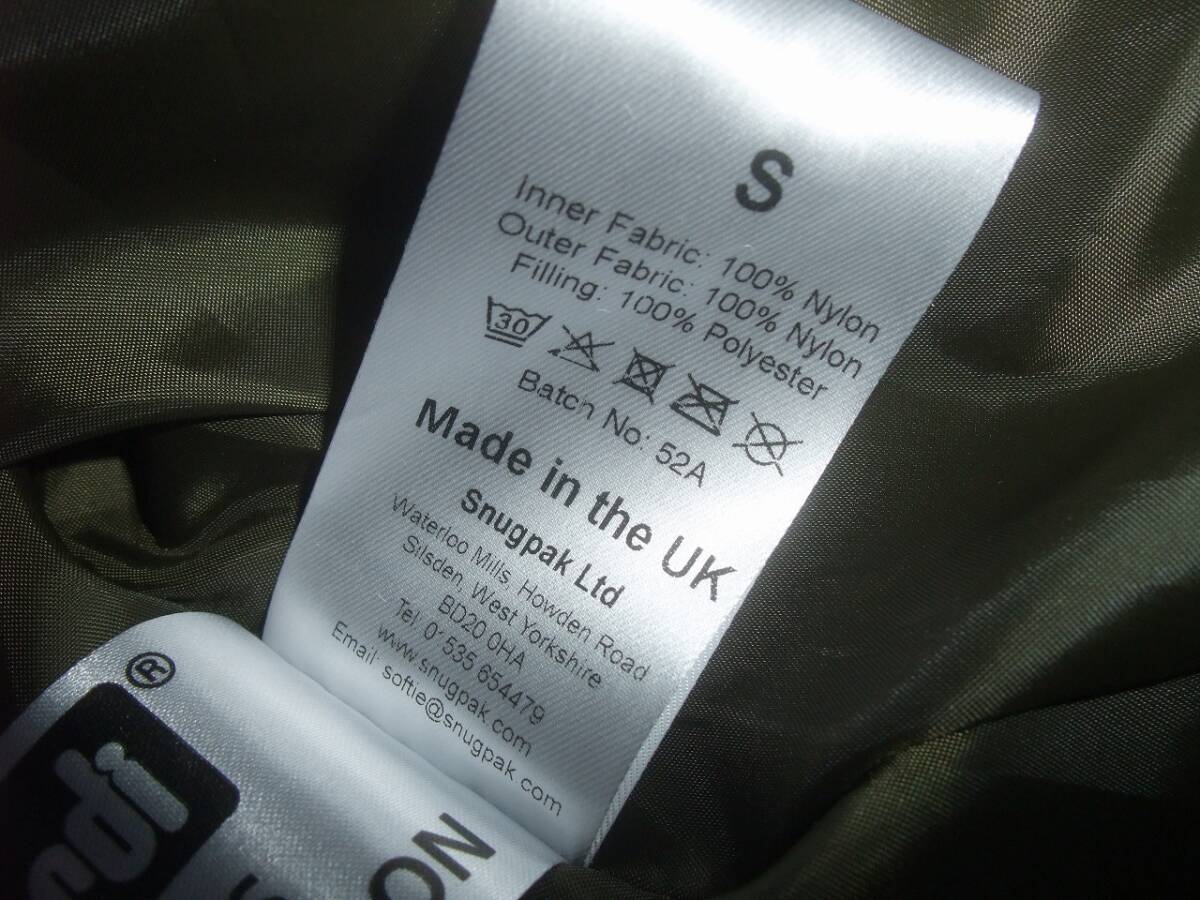 S
Inner Fabric: 100% Nylon
Outer Fabric: 100% Nylon
Filling: 100% Polyester
30
Batch No: 52A
Made in the UK
Snugpak Ltd
Waterloo Mills, Howden Road
Silsden, West Yorkshire
BD20 0HA
Tel 01535 654479
www.snugpak.com
Email: softie@snugpak.com
®